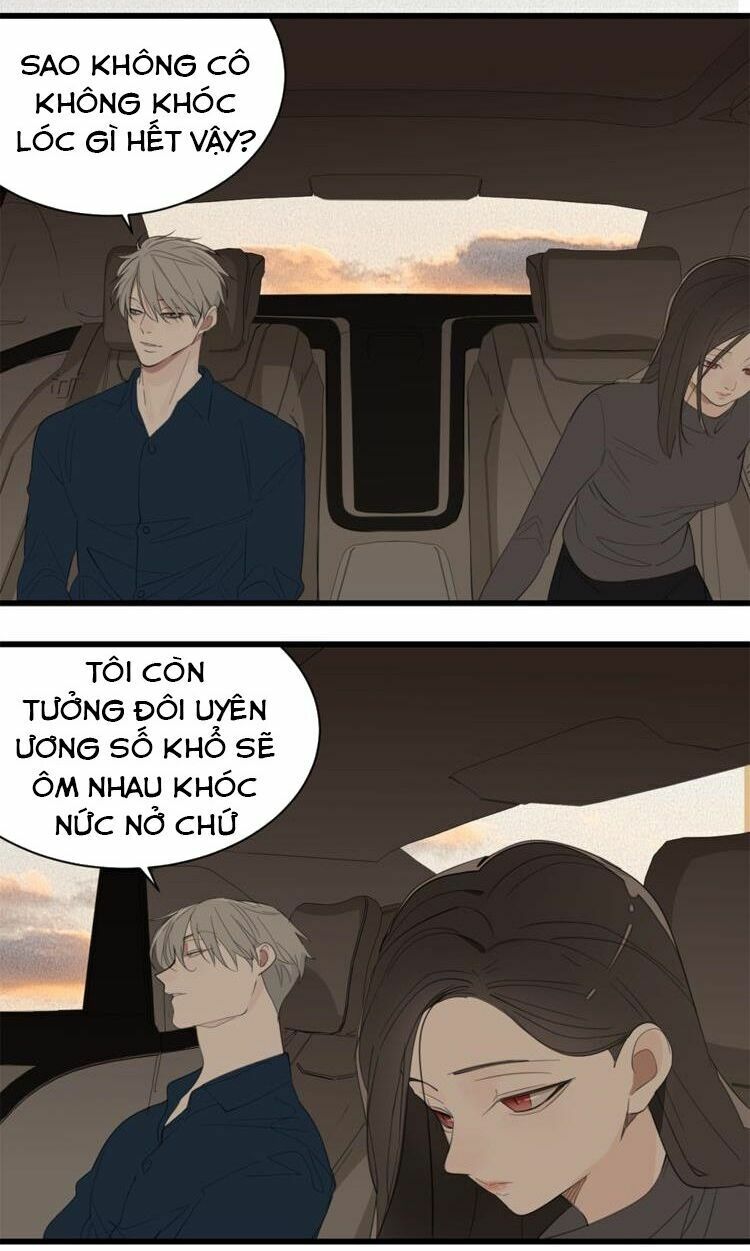 SAO KHÔNG CÔ
KHÔNG KHÓC
LÓC GÌ HẾT VẬY?
TÔI CÒN
TƯỞNG ĐÔI UYÊN
ƯƠNG SỐ KHỔ SẼ
ÔM NHAU KHÓC
NỨC NỞ CHỨ